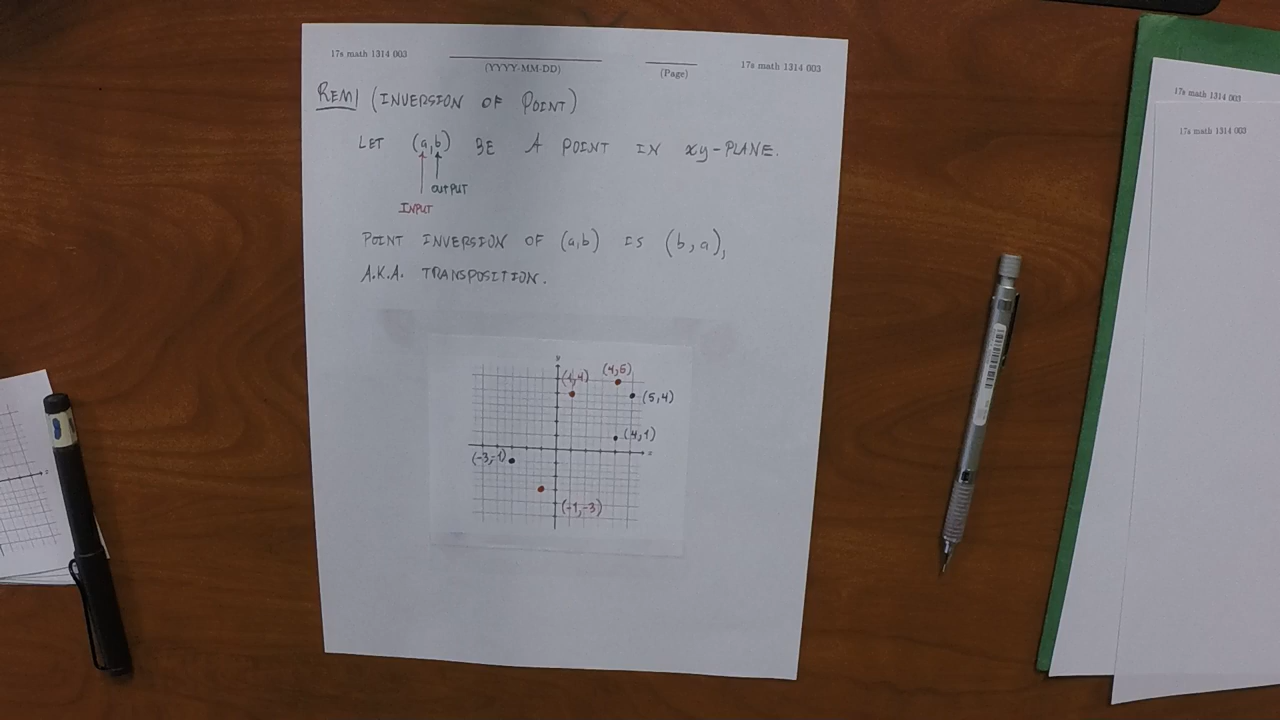 17s math 1314 003
(YYYY-MM-DD)
(Page)
17s math 1314 003
REM| (INVERSION OF POINT)
LET (a,b) BE A POINT IN xy-PLANE.
OUTPUT
INPUT
POINT INVERSION OF (a,b) IS (b,a),
A.K.A. TRANSPOSITION.
y
(1,4) (4,5)
(5,4)
(4,1)
x
(-3,-1)
(-1,-3)
17s math 1314 003
17s math 1314 003